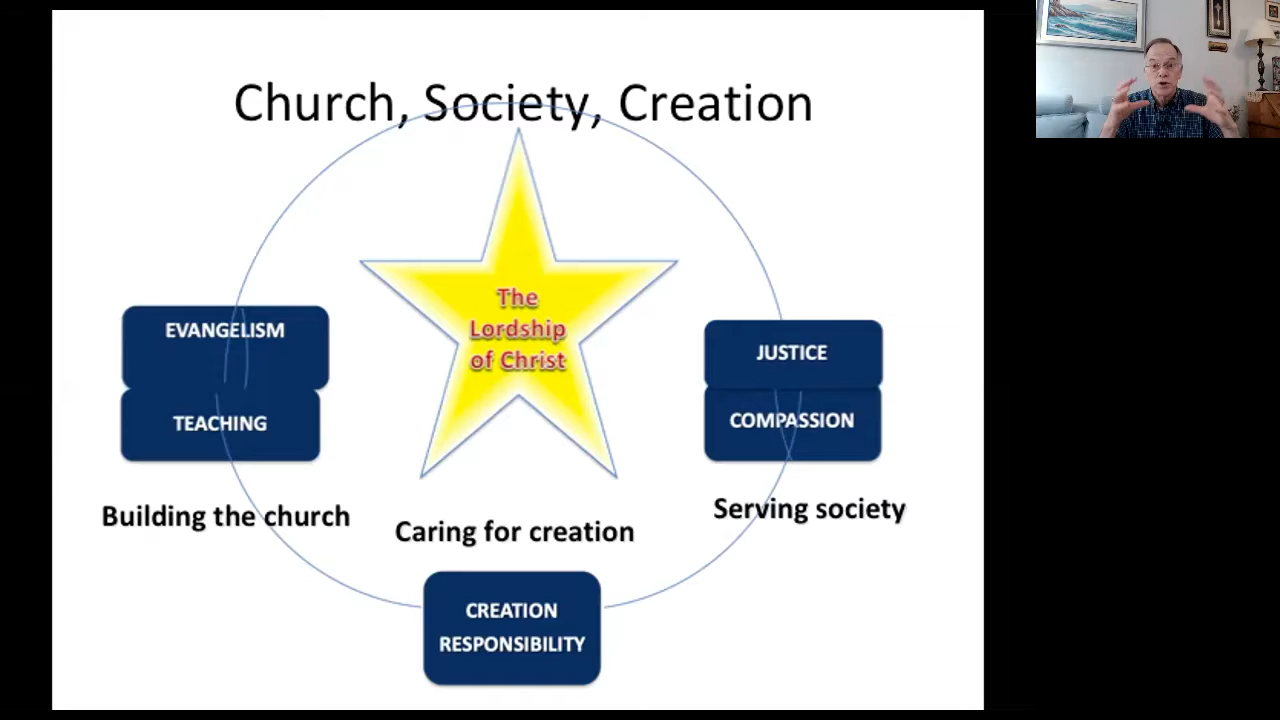 Church, Society, Creation
The
Lordship
of Christ
EVANGELISM
TEACHING
Building the church
JUSTICE
COMPASSION
Serving society
Caring for creation
CREATION
RESPONSIBILITY